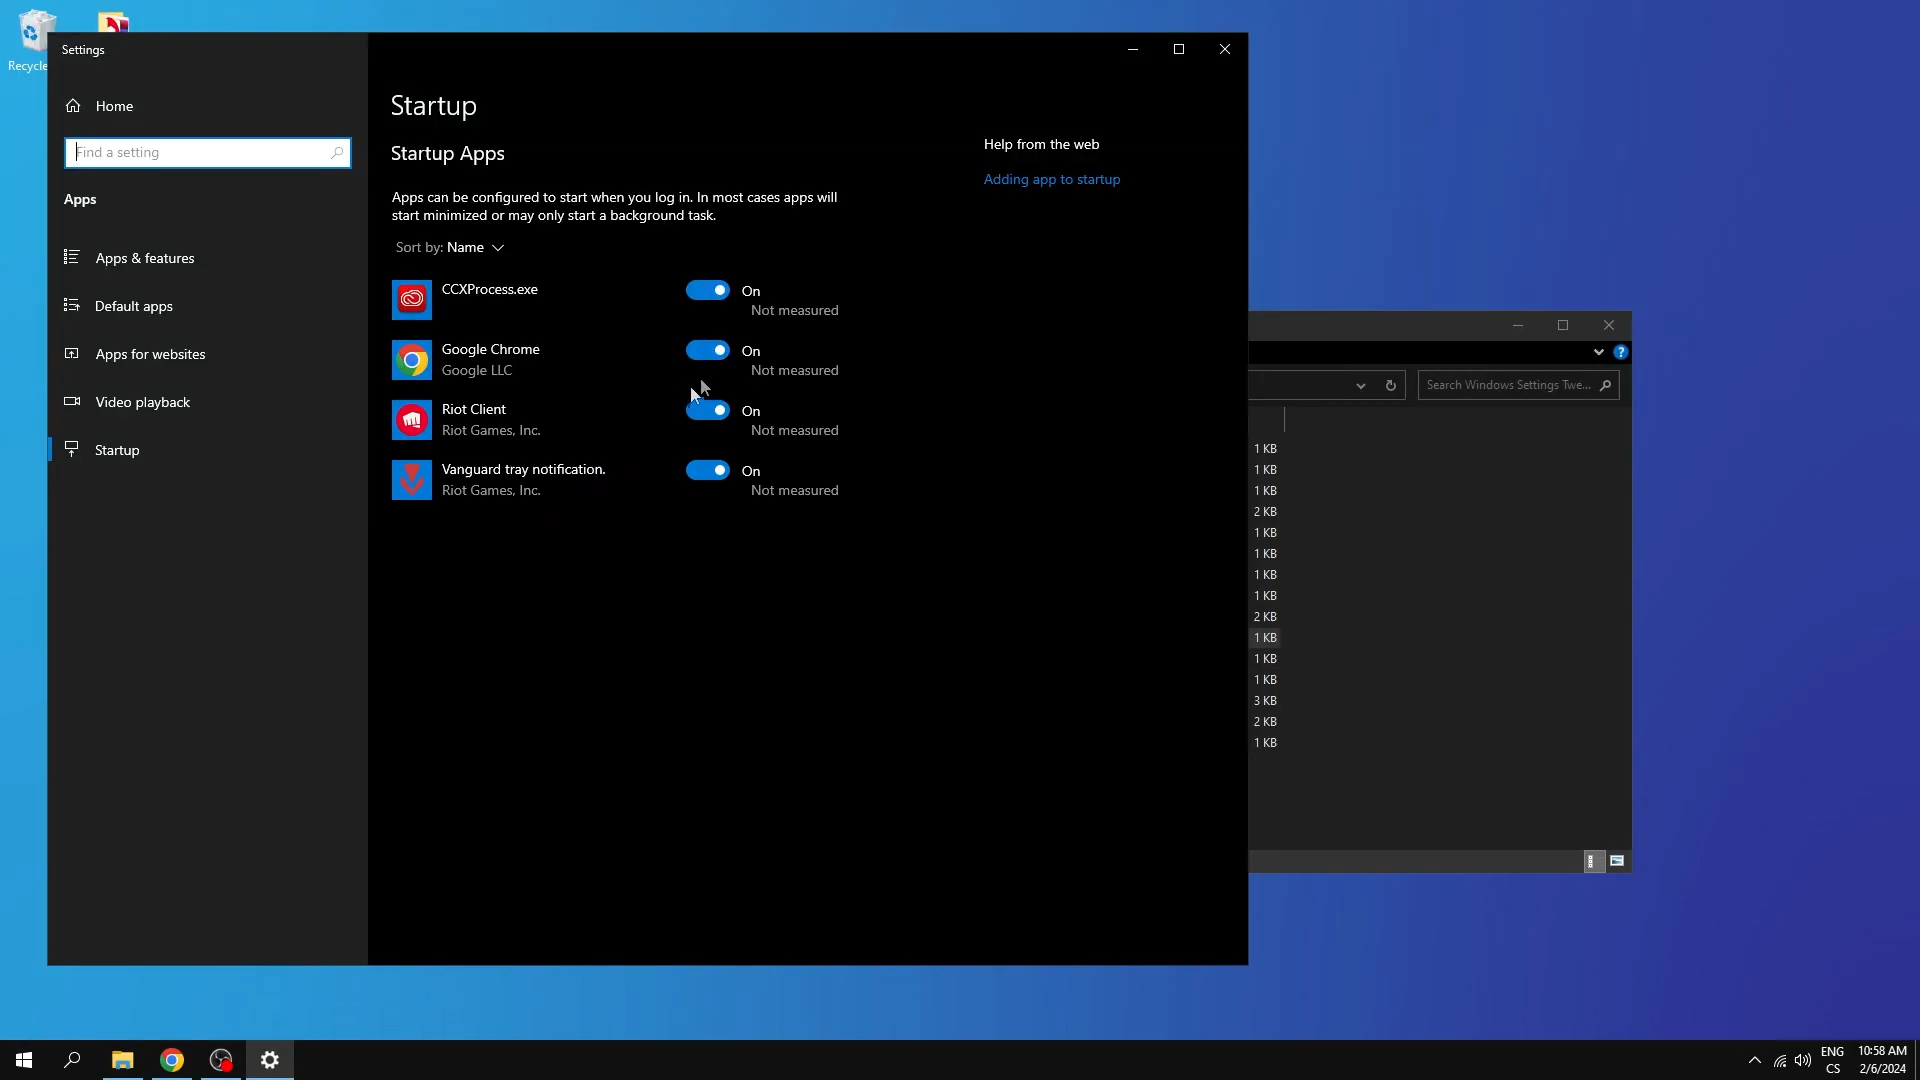 Recycle
Settings
Home
Find a setting
Apps
Apps & features
Default apps
Apps for websites
Video playback
Startup
Startup
Startup Apps
Apps can be configured to start when you log in. In most cases apps will
start minimized or may only start a background task.
Sort by: Name
CCXProcess.exe
On
Not measured
Google Chrome
On
Google LLC
Not measured
Riot Client
On
Riot Games, Inc.
Not measured
Vanguard tray notification.
On
Riot Games, Inc.
Not measured
Help from the web
Adding app to startup
Search Windows Settings Twe...
1 KB
1 KB
1 KB
2 KB
1 KB
1 KB
1 KB
1 KB
2 KB
1 KB
1 KB
1 KB
3 KB
2 KB
1 KB
ENG
CS
10:58 AM
2/6/2024